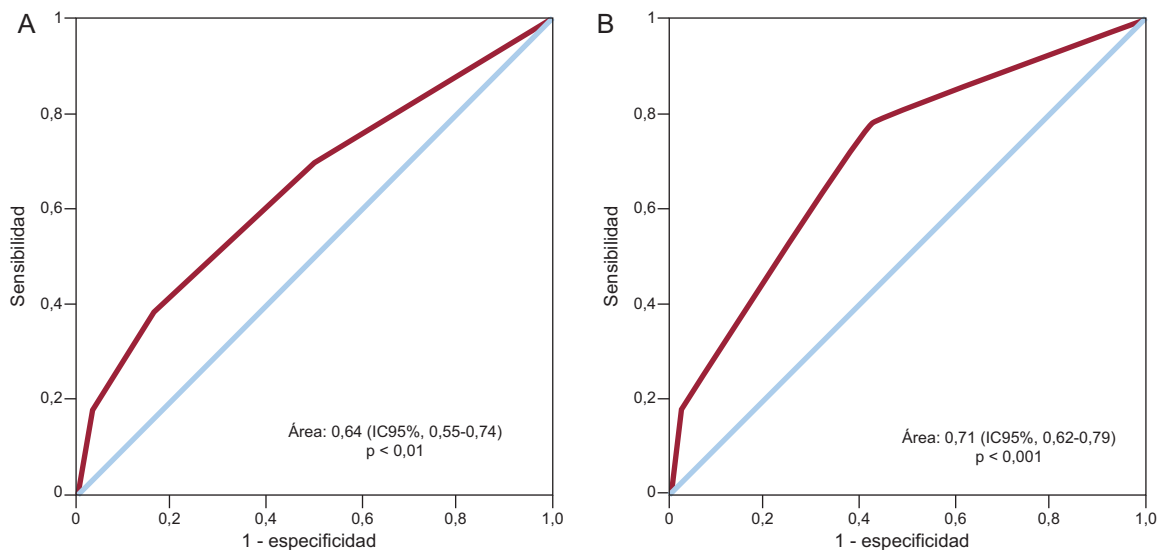 A
1
0,8
0,6
0,4
0,2
0
Sensibilidad
0
0,2
0,4
0,6
0,8
1,0
1 - especificidad
Área: 0,64 (IC95%, 0,55-0,74)
p < 0,01
B
1
0,8
0,6
0,4
0,2
0
Sensibilidad
0
0,2
0,4
0,6
0,8
1,0
1 - especificidad
Área: 0,71 (IC95%, 0,62-0,79)
p < 0,001